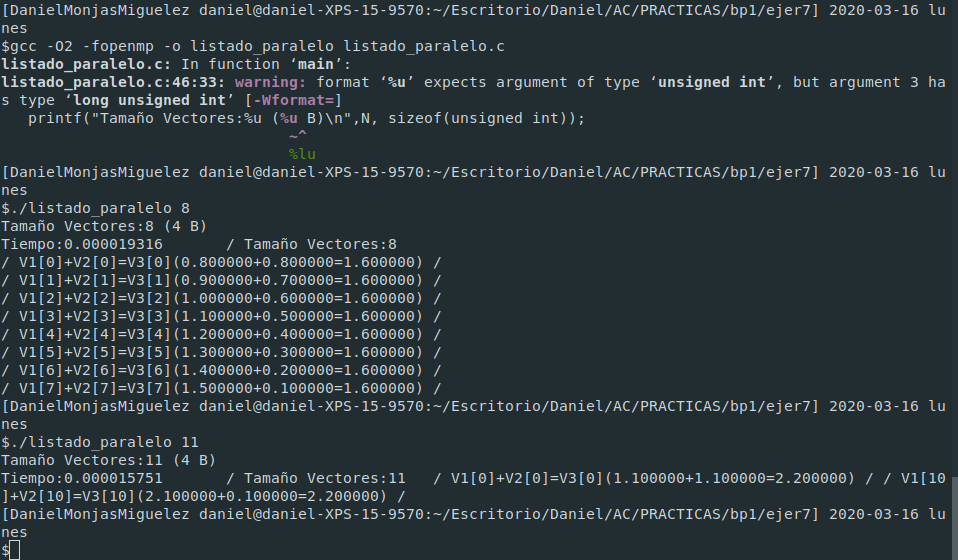 [DanielMonjasMiguelez daniel@daniel-XPS-15-9570:~/Escritorio/Daniel/AC/PRACTICAS/bp1/ejer7] 2020-03-16 lu
nes
$gcc -O2 -fopenmp -o listado_paralelo listado_paralelo.c
listado_paralelo.c: In function ‘main’:
listado_paralelo.c:46:33: warning: format ‘%u’ expects argument of type ‘unsigned int’, but argument 3 ha
s type ‘long unsigned int’ [-Wformat=]
   printf("Tamaño Vectores:%u (%u B)\n",N, sizeof(unsigned int));
                                ~^
                                %lu
[DanielMonjasMiguelez daniel@daniel-XPS-15-9570:~/Escritorio/Daniel/AC/PRACTICAS/bp1/ejer7] 2020-03-16 lu
nes
$./listado_paralelo 8
Tamaño Vectores:8 (4 B)
Tiempo:0.000019316       / Tamaño Vectores:8
/ V1[0]+V2[0]=V3[0](0.800000+0.800000=1.600000) /
/ V1[1]+V2[1]=V3[1](0.900000+0.700000=1.600000) /
/ V1[2]+V2[2]=V3[2](1.000000+0.600000=1.600000) /
/ V1[3]+V2[3]=V3[3](1.100000+0.500000=1.600000) /
/ V1[4]+V2[4]=V3[4](1.200000+0.400000=1.600000) /
/ V1[5]+V2[5]=V3[5](1.300000+0.300000=1.600000) /
/ V1[6]+V2[6]=V3[6](1.400000+0.200000=1.600000) /
/ V1[7]+V2[7]=V3[7](1.500000+0.100000=1.600000) /
[DanielMonjasMiguelez daniel@daniel-XPS-15-9570:~/Escritorio/Daniel/AC/PRACTICAS/bp1/ejer7] 2020-03-16 lu
nes
$./listado_paralelo 11
Tamaño Vectores:11 (4 B)
Tiempo:0.000015751       / Tamaño Vectores:11   / V1[0]+V2[0]=V3[0](1.100000+1.100000=2.200000) / / V1[10
]+V2[10]=V3[10](2.100000+0.100000=2.200000) /
[DanielMonjasMiguelez daniel@daniel-XPS-15-9570:~/Escritorio/Daniel/AC/PRACTICAS/bp1/ejer7] 2020-03-16 lu
nes
$